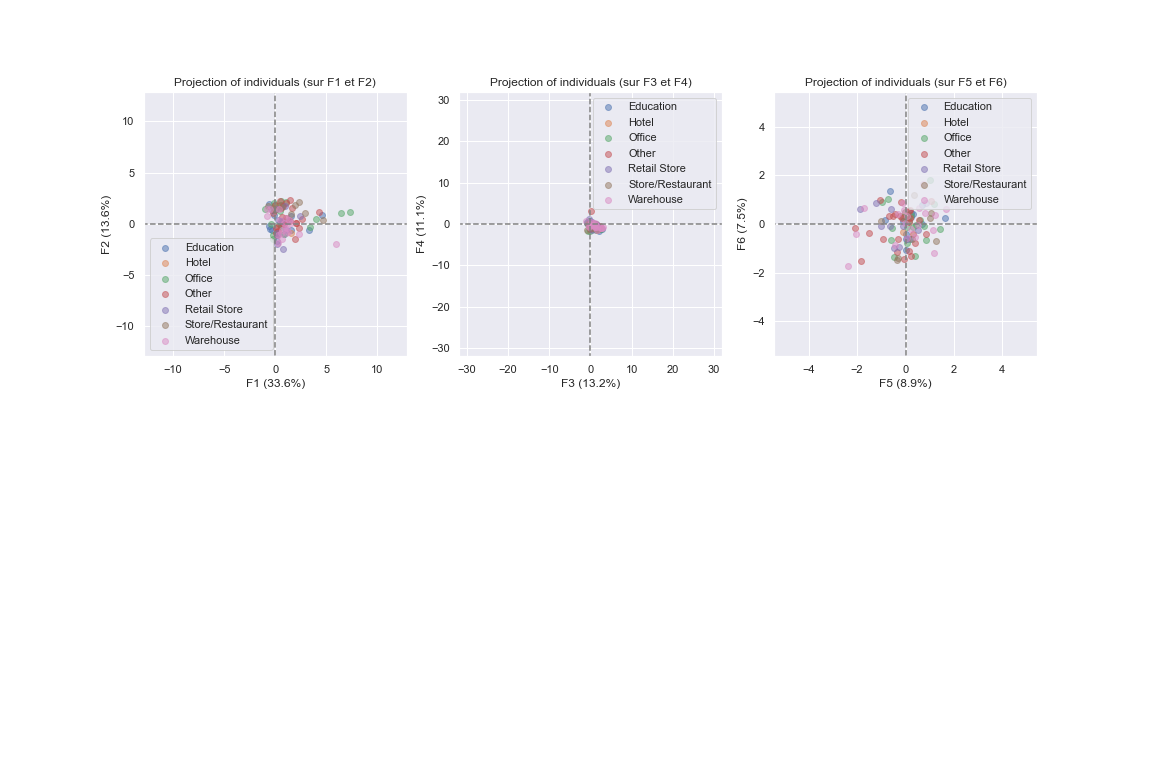 Projection of individuals (sur F1 et F2)
10
5
0
−5
−10
F2 (13.6%)
Education
Hotel
Office
Other
Retail Store
Store/Restaurant
Warehouse
−10
−5
0
5
10
F1 (33.6%)
Projection of individuals (sur F3 et F4)
30
20
10
0
−10
−20
−30
F4 (11.1%)
Education
Hotel
Office
Other
Retail Store
Store/Restaurant
Warehouse
−30
−20
−10
0
10
20
30
F3 (13.2%)
Projection of individuals (sur F5 et F6)
4
2
0
−2
−4
F6 (7.5%)
Education
Hotel
Office
Other
Retail Store
Store/Restaurant
Warehouse
−4
−2
0
2
4
F5 (8.9%)